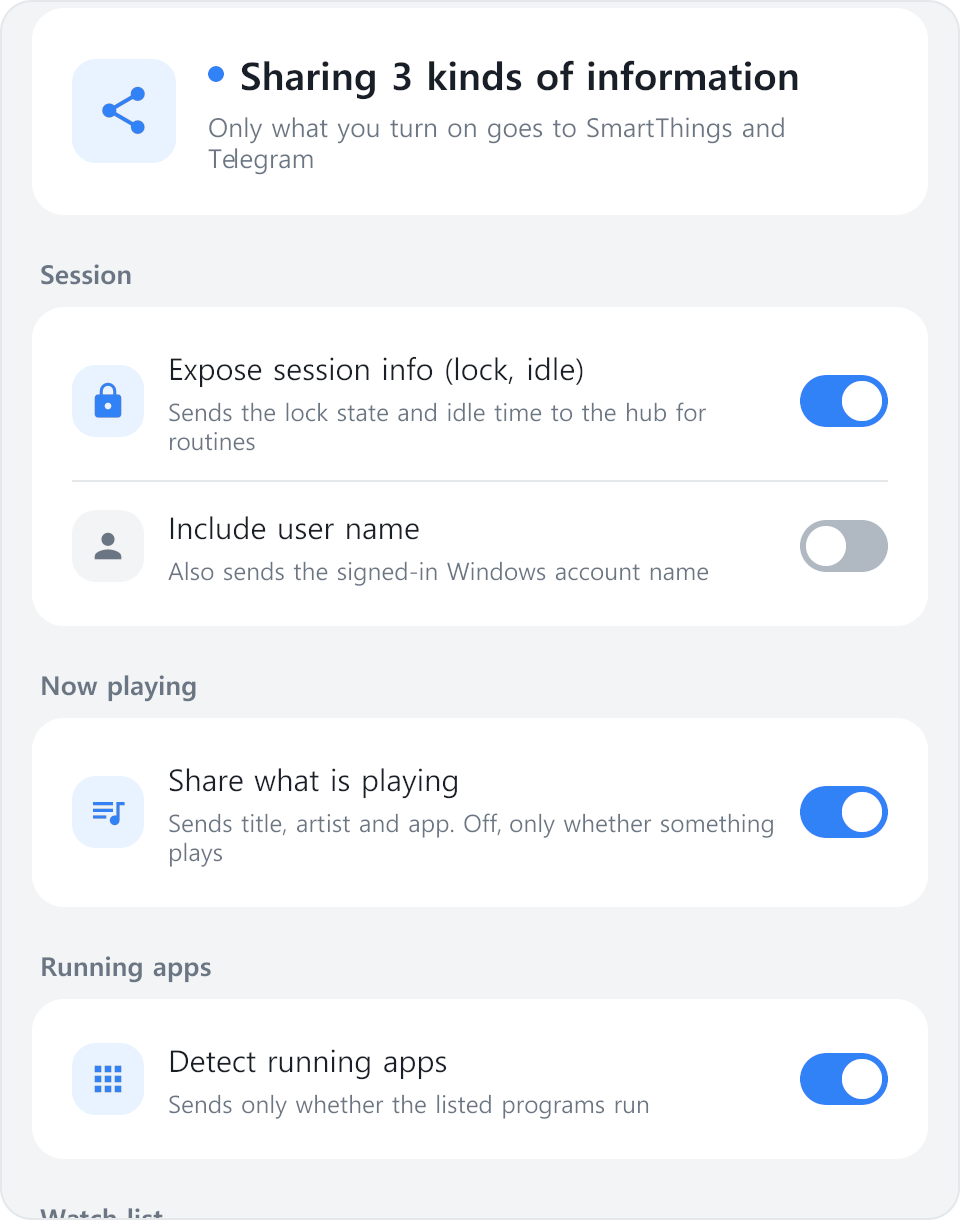 Sharing 3 kinds of information
Only what you turn on goes to SmartThings and
Telegram
Session
Expose session info (lock, idle)
Sends the lock state and idle time to the hub for
routines
Include user name
Also sends the signed-in Windows account name
Now playing
Share what is playing
Sends title, artist and app. Off, only whether something
plays
Running apps
Detect running apps
Sends only whether the listed programs run
Watch list